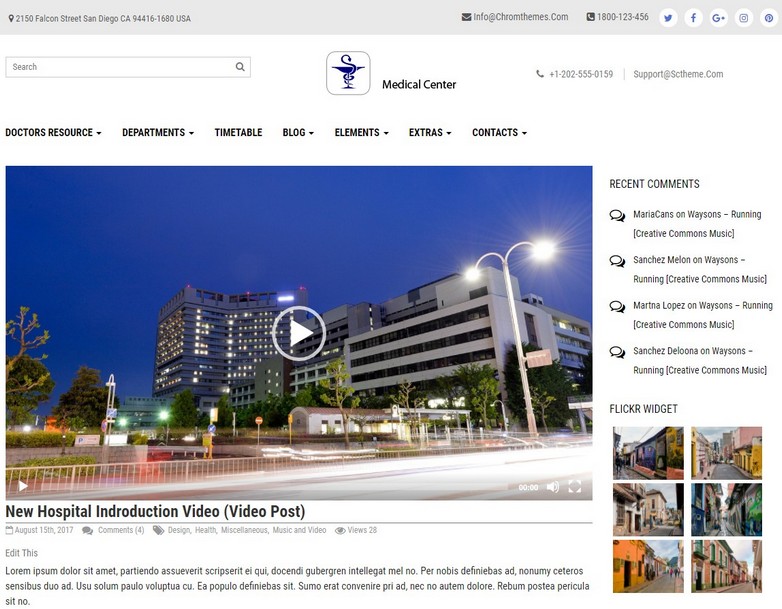 2150 Falcon Street San Diego CA 94416-1680 USA
Info@Chromthemes.Com
1800-123-456
Search
Medical Center
+1-202-555-0159
Support@Sctheme.Com
DOCTORS RESOURCE
DEPARTMENTS
TIMETABLE
BLOG
ELEMENTS
EXTRAS
CONTACTS
00:00
New Hospital Indroduction Video (Video Post)
August 15th, 2017 Comments (4) Design, Health, Miscellaneous, Music and Video Views 28
Edit This
Lorem ipsum dolor sit amet, partiendo assueverit scripserit ei qui, docendi gubergren intellegat mel no. Per nobis definiebas ad, nonumy ceteros
sensibus duo ad. Usu solum paulo voluptua cu. Ea populo definiebas sit. Sumo erat convenire pri ad, nec no autem dolore. Rebum postea pericula
sit no.
RECENT COMMENTS
MariaCans on Waysons – Running
[Creative Commons Music]
Sanchez Melon on Waysons –
Running [Creative Commons Music]
Martna Lopez on Waysons – Running
[Creative Commons Music]
Sanchez Deloona on Waysons –
Running [Creative Commons Music]
FLICKR WIDGET